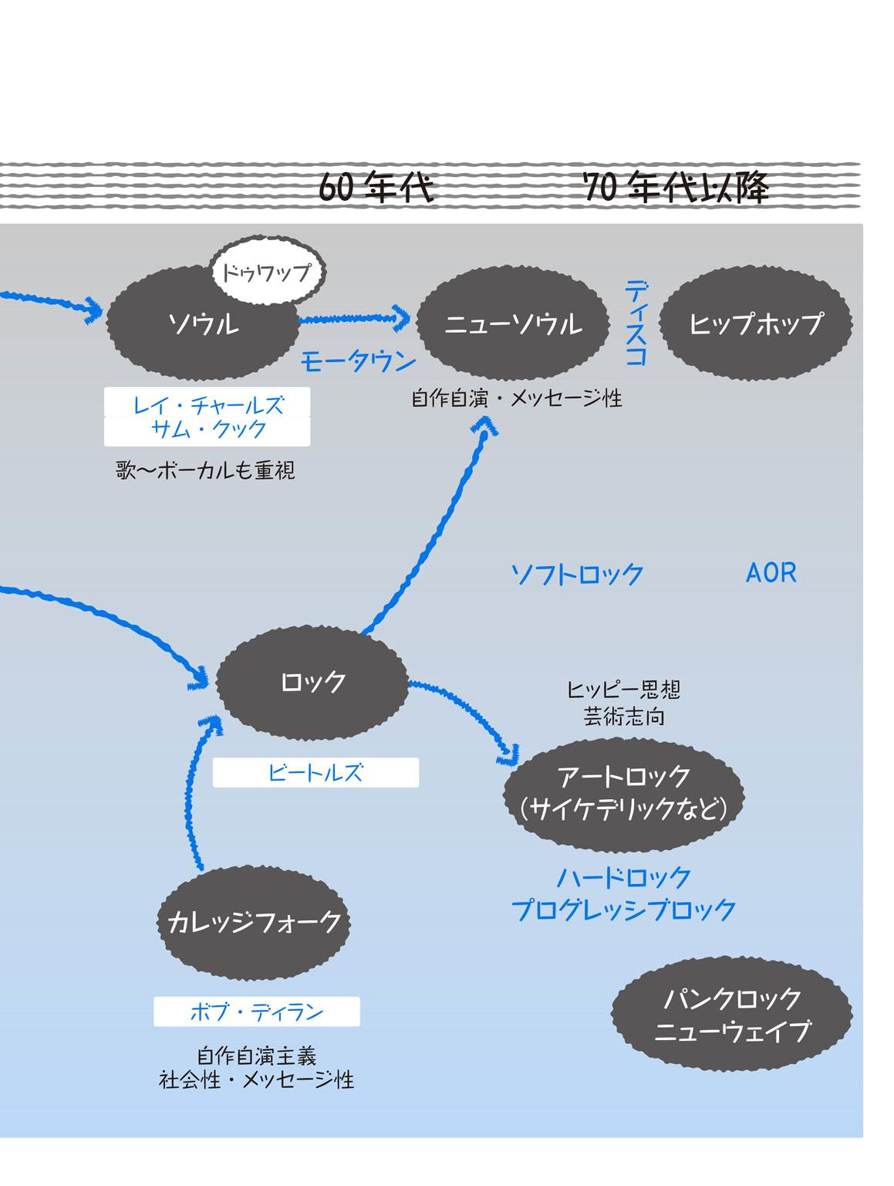 60年代
70年代以降
ドゥワップ
ソウル
ニューソウル
ディスコ
ヒップホップ
モータウン
レイ・チャールズ
サム・クック
自作自演・メッセージ性
歌~ボーカルも重視
ソフトロック
AOR
ロック
ヒッピー思想
芸術志向
ビートルズ
アートロック
(サイケデリックなど)
ハードロック
プログレッシブロック
カレッジフォーク
パンクロック
ニューウェイブ
ボブ・ディラン
自作自演主義
社会性・メッセージ性